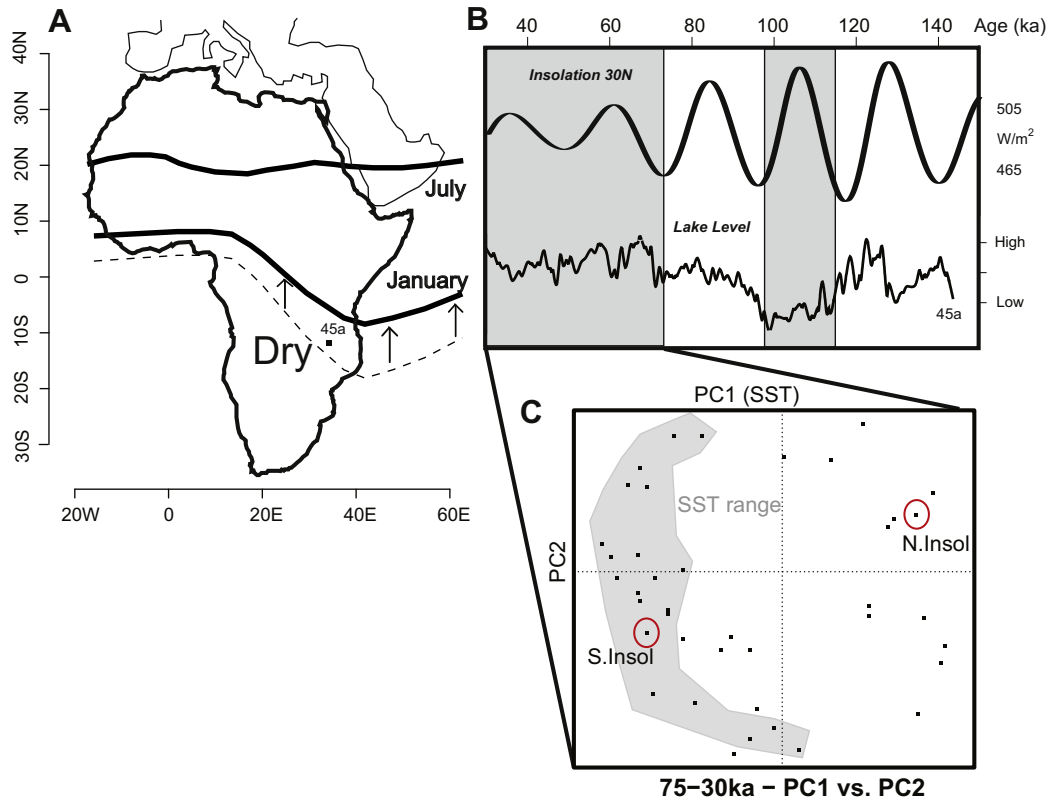 A
40N
30N
20N
10N
0
10S
20S
30S
July
January
45a
Dry
20W 0 20E 40E 60E
B
40 60 80 100 120 140 Age (ka)
Insolation 30N
505
W/m2
465
Lake Level
High
Low
45a
C
PC1 (SST)
PC2
SST range
N.Insol
S.Insol
75−30ka − PC1 vs. PC2